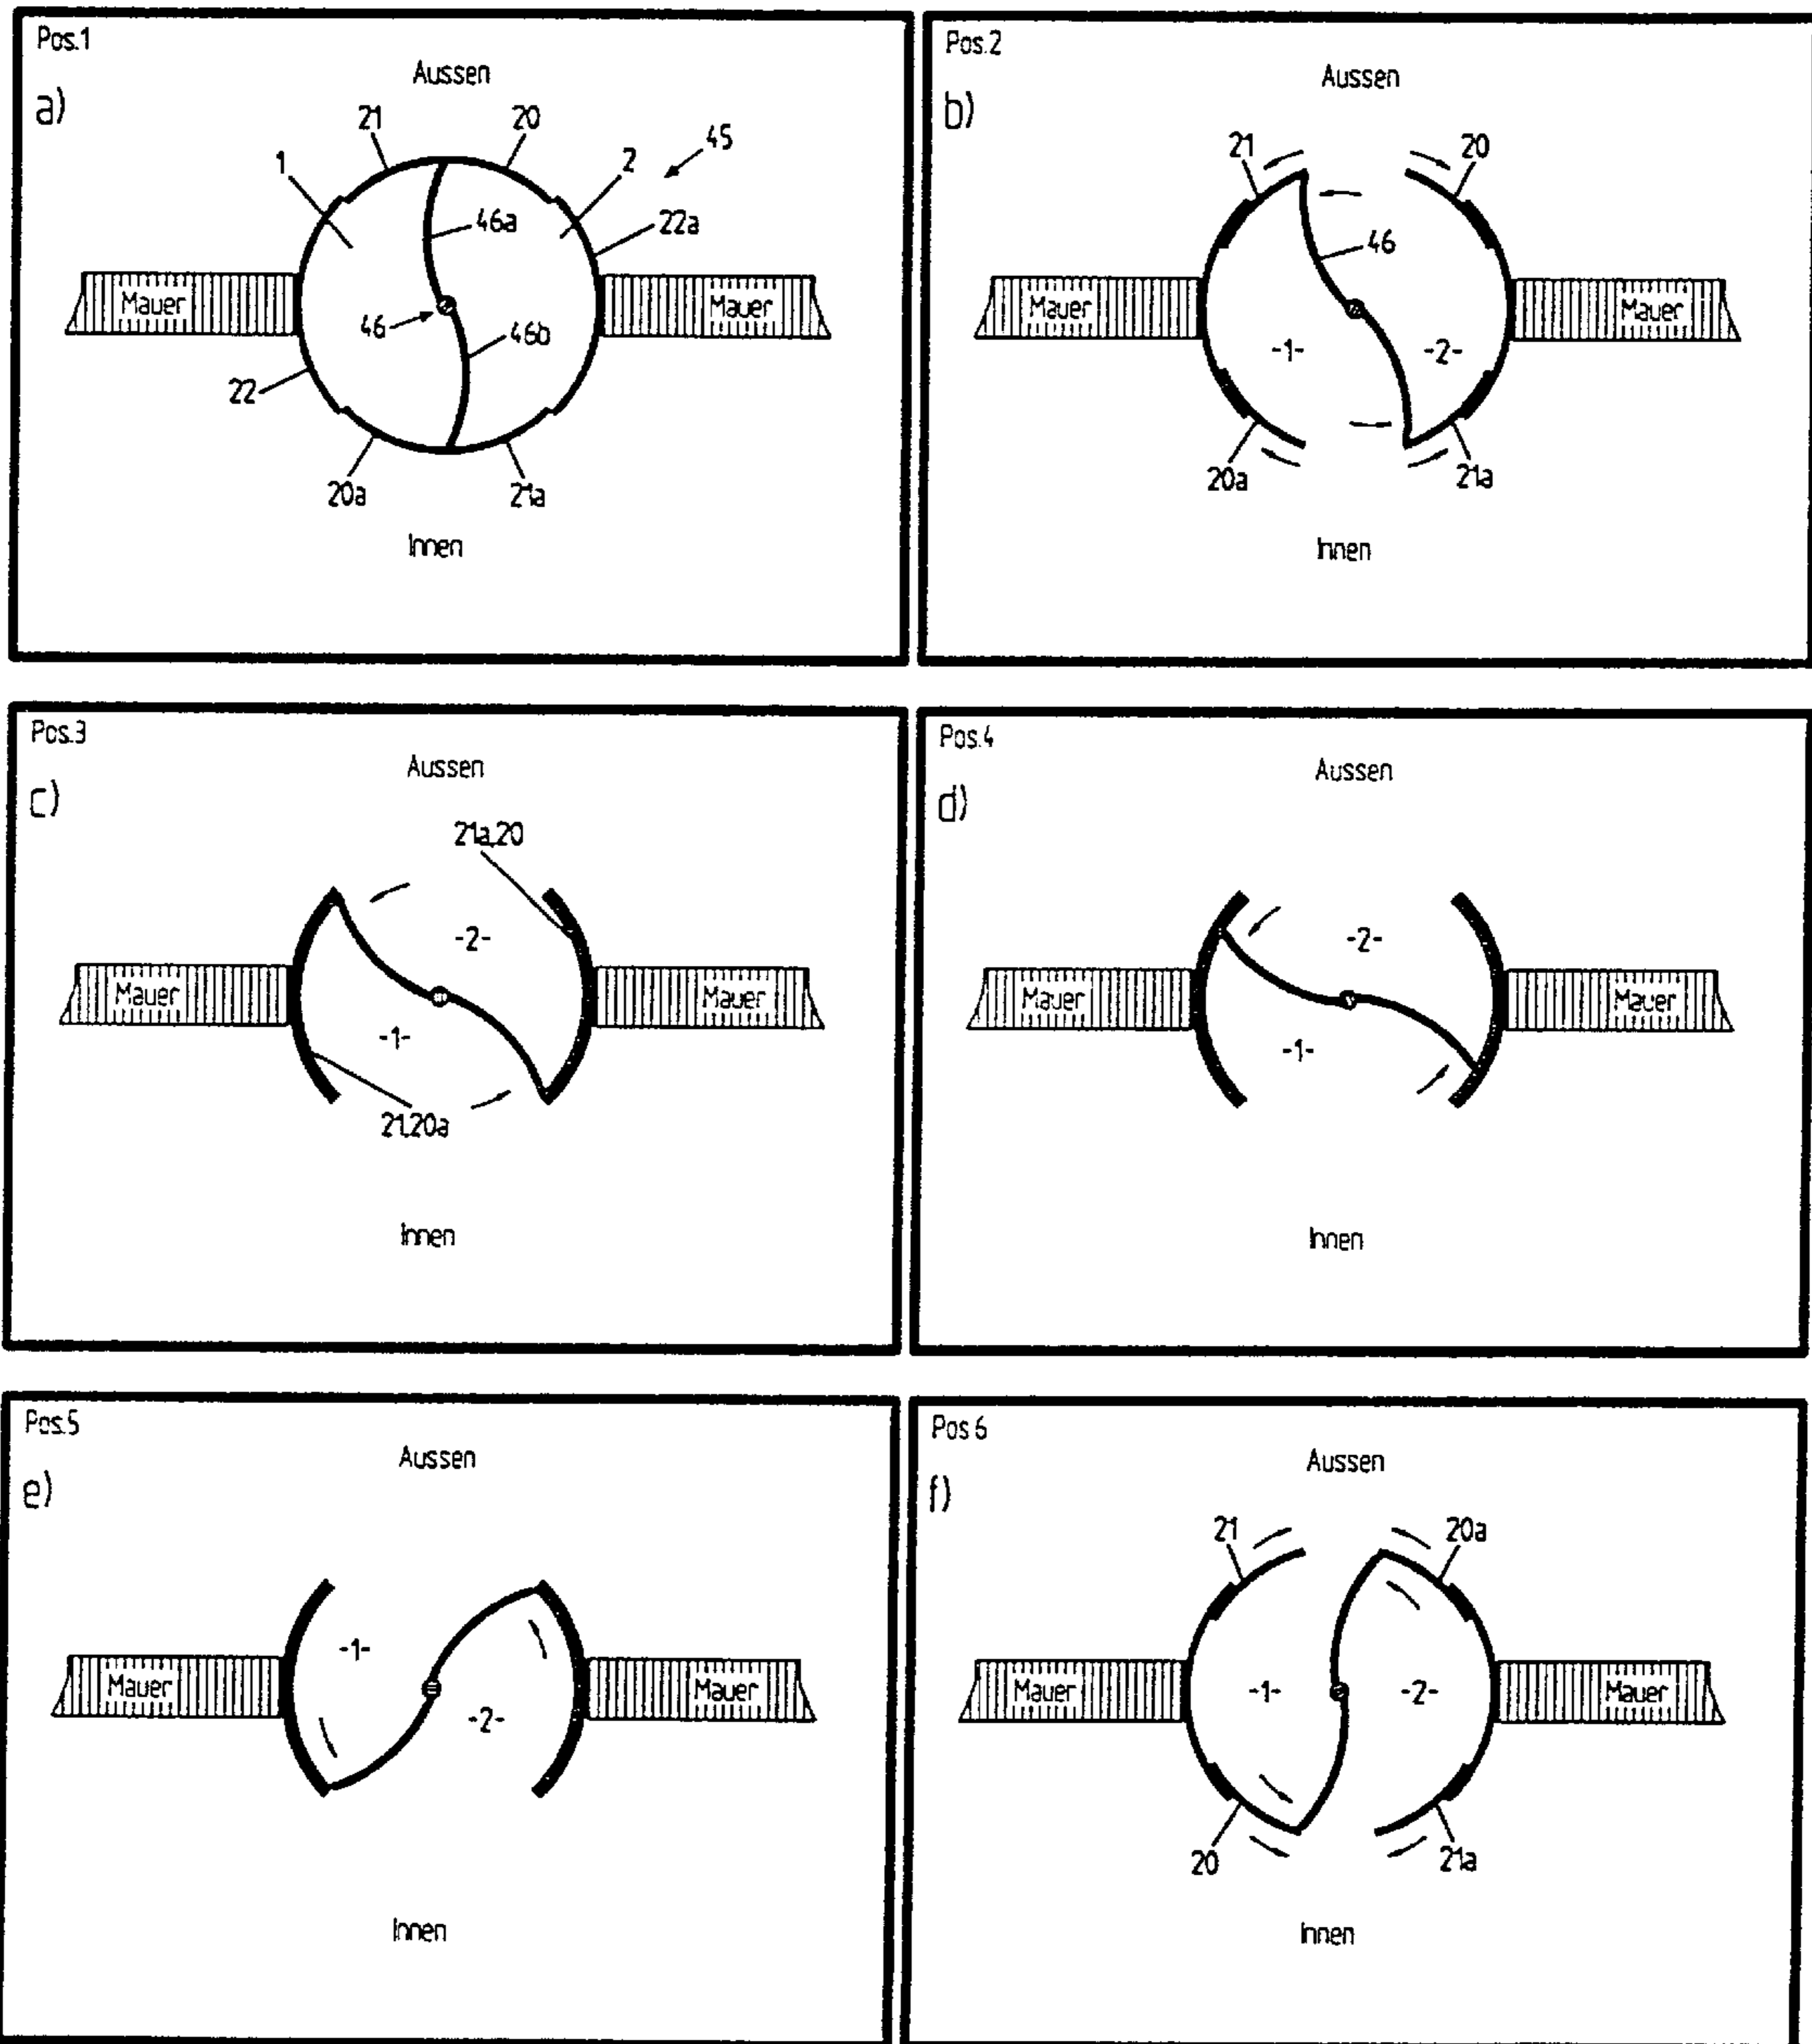 Pos.1
Aussen
a)
21
20
45
1
2
46a
22a
Mauer
Mauer
46
46b
22
20a
21a
Innen
Pos.2
Aussen
b)
21
20
46
Mauer
Mauer
-1-
-2-
20a
21a
Innen
Pos.3
Aussen
c)
21a,20
-2-
Mauer
Mauer
-1-
21,20a
Innen
Pos.4
Aussen
d)
-2-
Mauer
Mauer
-1-
Innen
Pos.5
Aussen
e)
-1-
Mauer
Mauer
-2-
Innen
Pos 6
Aussen
f)
21
20a
Mauer
-1-
-2-
Mauer
20
21a
Innen